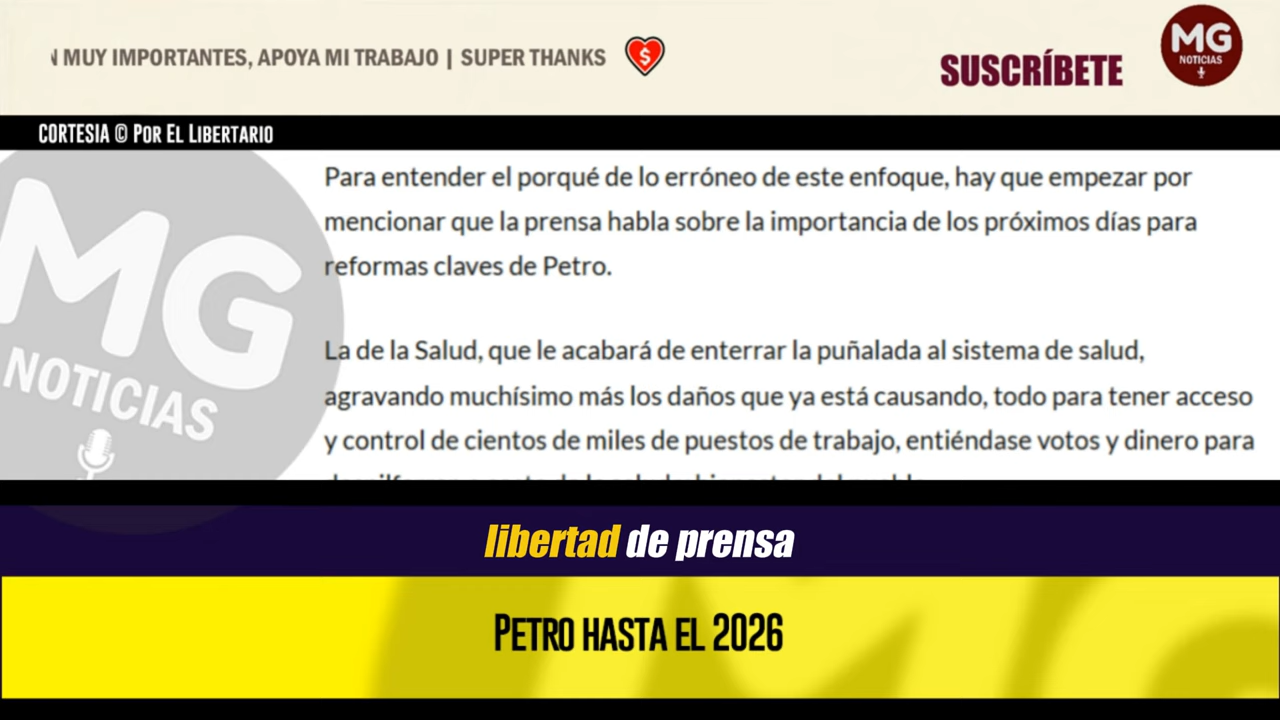 N MUY IMPORTANTES, APOYA MI TRABAJO | SUPER THANKS
SUSCRÍBETE
MG
NOTICIAS
CORTESIA © POR EL LIBERTARIO
MG
NOTICIAS
Para entender el porqué de lo erróneo de este enfoque, hay que empezar por
mencionar que la prensa habla sobre la importancia de los próximos días para
reformas claves de Petro.
La de la Salud, que le acabará de enterrar la puñalada al sistema de salud,
agravando muchísimo más los daños que ya está causando, todo para tener acceso
y control de cientos de miles de puestos de trabajo, entiéndase votos y dinero para
libertad de prensa
PETRO HASTA EL 2026